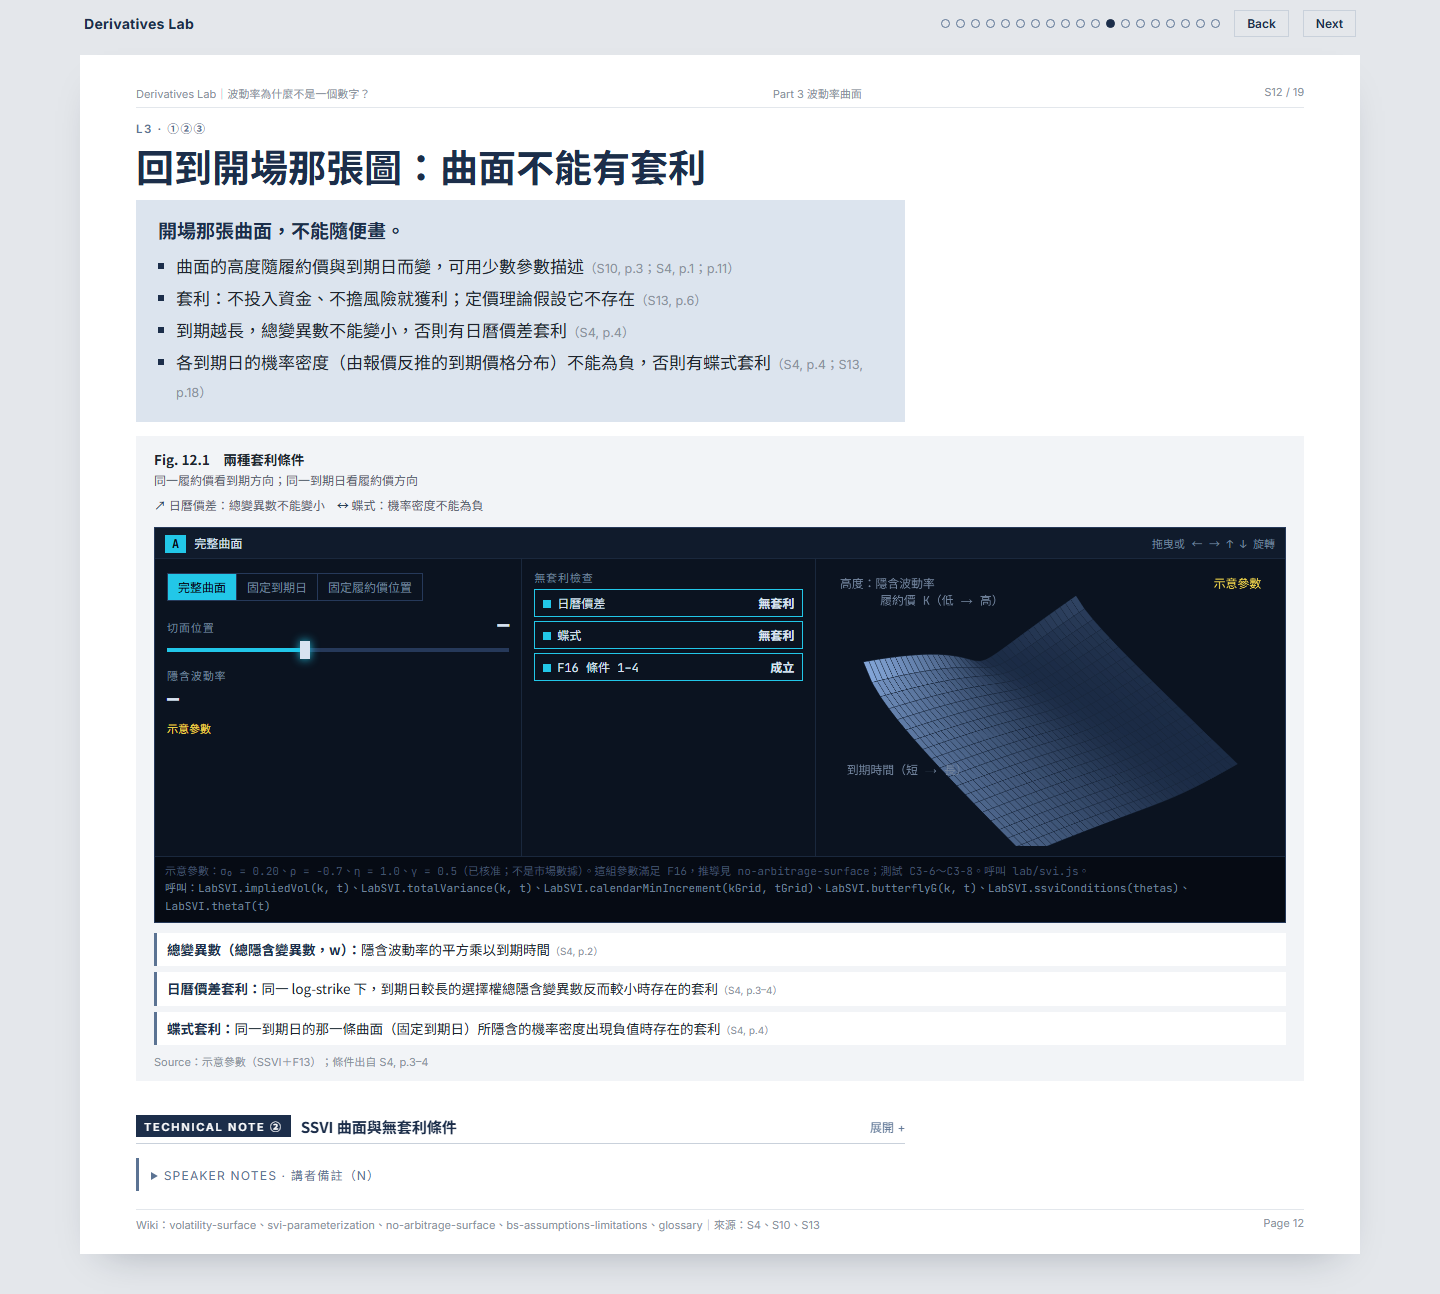 Derivatives Lab
Back
Next
Derivatives Lab | 波動率為什麼不是一個數字？
Part 3 波動率曲面
S12 / 19
L3 · ①②③
回到開場那張圖：曲面不能有套利
開場那張曲面，不能隨便畫。
曲面的高度隨履約價與到期日而變，可用少數參數描述（S10, p.3；S4, p.1；p.11）
套利：不投入資金、不擔風險就獲利；定價理論假設它不存在（S13, p.6）
到期越長，總變異數不能變小，否則有日曆價差套利（S4, p.4）
各到期日的機率密度（由報價反推的到期價格分布）不能為負，否則有蝶式套利（S4, p.4；S13,
p.18）
Fig. 12.1 兩種套利條件
同一履約價看到期方向；同一到期日看履約價方向
↗ 日曆價差：總變異數不能變小 ↔ 蝶式：機率密度不能為負
A 完整曲面
拖曳或 ← → ↑ ↓ 旋轉
完整曲面 固定到期日 固定履約價位置
切面位置 —
隱含波動率
—
示意參數
無套利檢查
日曆價差 無套利
蝶式 無套利
F16 條件 1–4 成立
高度：隱含波動率
示意參數
履約價 K（低 → 高）
到期時間（短 → 長）
示意參數：σ₀ = 0.20、ρ = -0.7、η = 1.0、γ = 0.5（已核准；不是市場數據）。這組參數滿足 F16，推導見 no-arbitrage-surface；測試 C3-6～C3-8。呼叫 lab/svi.js。
呼叫：LabSVI.impliedVol(k, t)、LabSVI.totalVariance(k, t)、LabSVI.calendarMinIncrement(kGrid, tGrid)、LabSVI.butterflyG(k, t)、LabSVI.ssviConditions(thetas)、
LabSVI.thetaT(t)
總變異數（總隱含變異數，w）：隱含波動率的平方乘以到期時間（S4, p.2）
日曆價差套利：同一 log-strike 下，到期日較長的選擇權總隱含變異數反而較小時存在的套利（S4, p.3–4）
蝶式套利：同一到期日的那一條曲面（固定到期日）所隱含的機率密度出現負值時存在的套利（S4, p.4）
Source：示意參數（SSVI＋F13）；條件出自 S4, p.3–4
TECHNICAL NOTE ② SSVI 曲面與無套利條件
展開 +
▶ SPEAKER NOTES · 講者備註（N）
Wiki：volatility-surface、svi-parameterization、no-arbitrage-surface、bs-assumptions-limitations、glossary | 來源：S4、S10、S13
Page 12